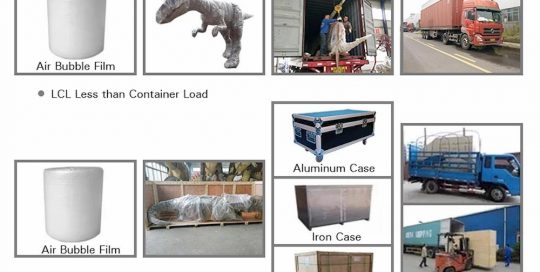 Air Bubble Film
LCL Less than Container Load
Aluminum Case
Air Bubble Film
Iron Case